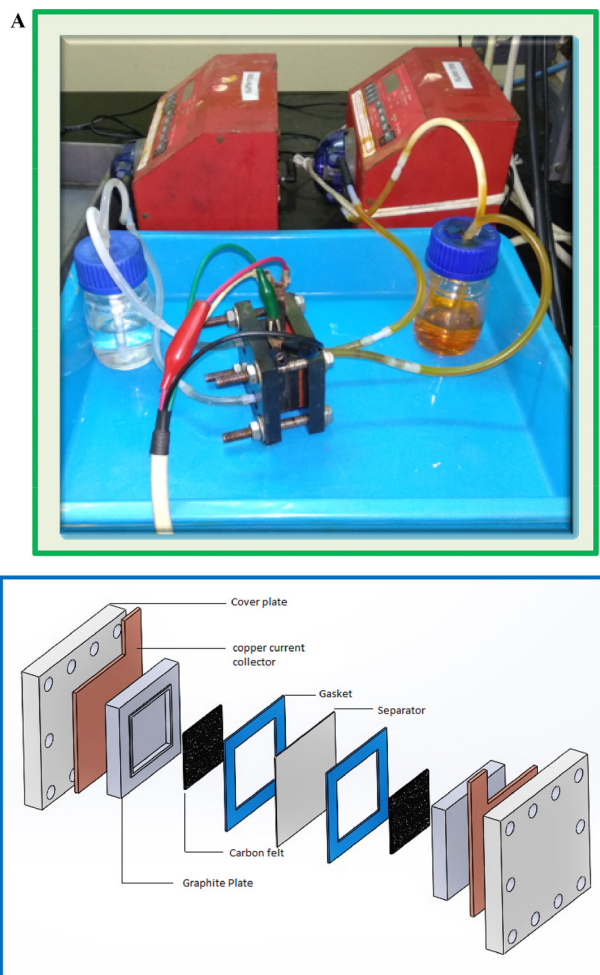 A
Cover plate
copper current
collector
Gasket
Separator
Carbon felt
Graphite Plate